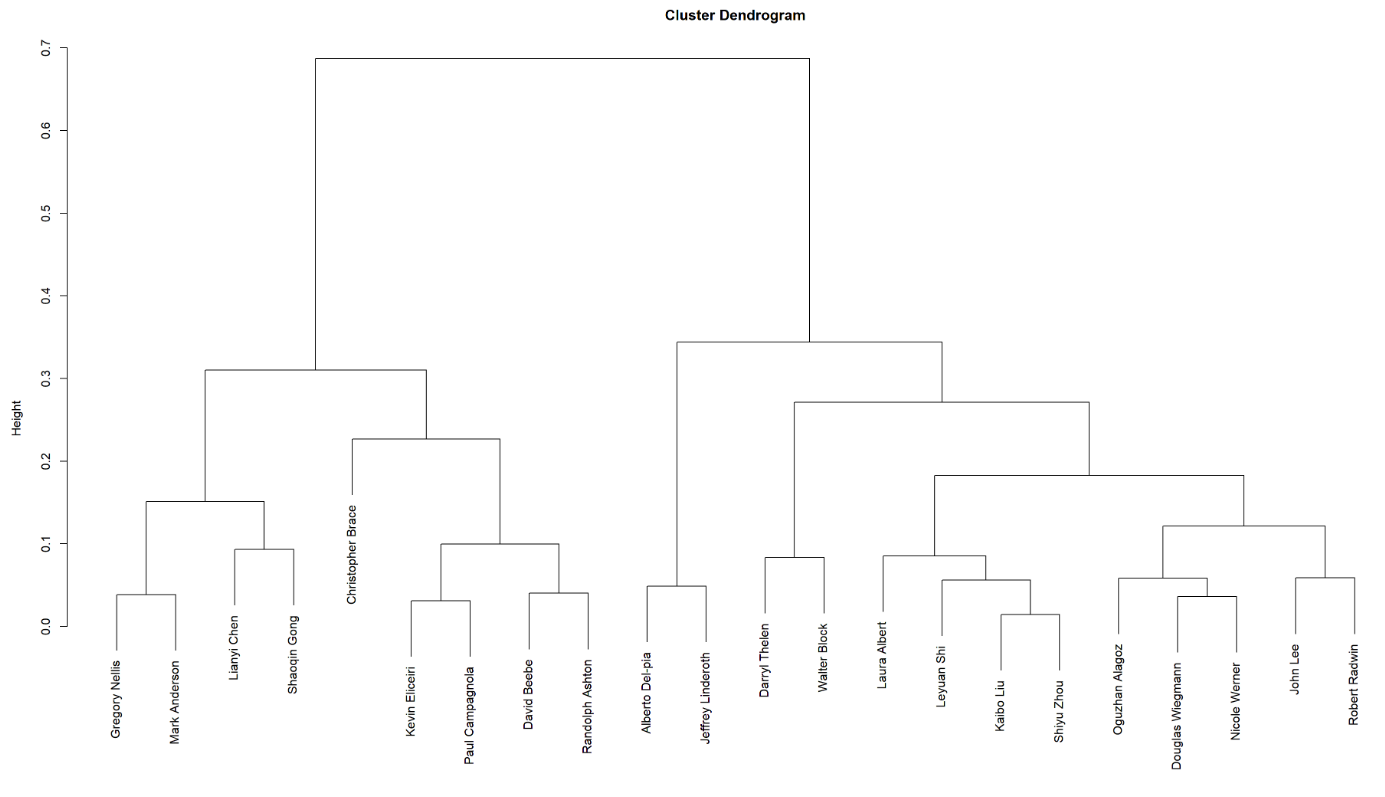 Cluster Dendrogram
Height
0.7
0.6
0.5
0.4
0.3
0.2
0.1
0.0
Gregory Nellis
Mark Anderson
Lianyi Chen
Shaoqin Gong
Christopher Brace
Kevin Eliceiri
Paul Campagnola
David Beebe
Randolph Ashton
Alberto Del-pia
Jeffrey Linderoth
Darryl Thelen
Walter Block
Laura Albert
Leyuan Shi
Kaibo Liu
Shiyu Zhou
Oguzhan Alagoz
Douglas Wiegmann
Nicole Werner
John Lee
Robert Radwin